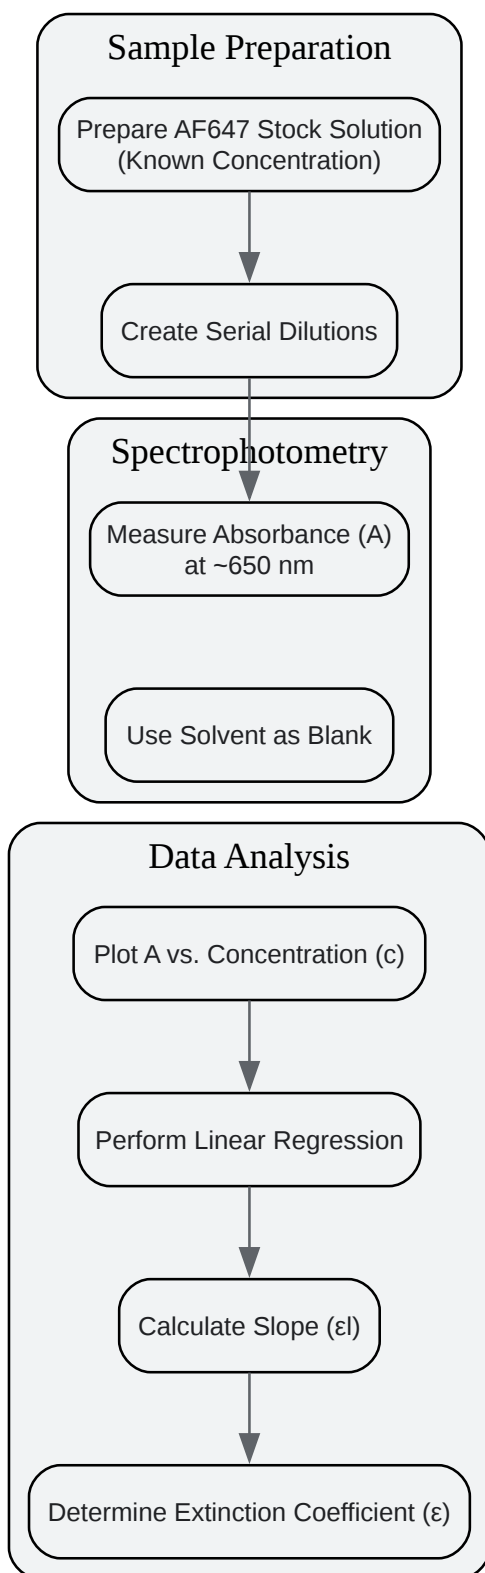 Sample Preparation
Prepare AF647 Stock Solution
(Known Concentration)
Create Serial Dilutions
Spectrophotometry
Measure Absorbance (A)
at ~650 nm
Use Solvent as Blank
Data Analysis
Plot A vs. Concentration (c)
Perform Linear Regression
Calculate Slope (εl)
Determine Extinction Coefficient (ε)